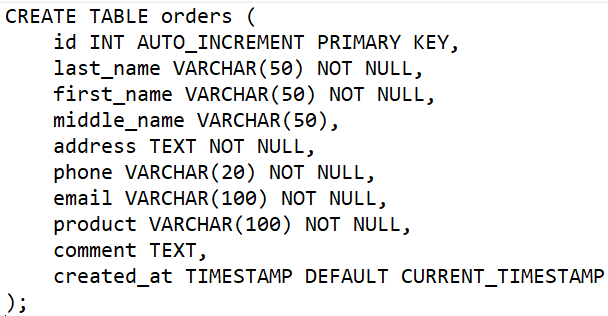 CREATE TABLE orders (
    id INT AUTO_INCREMENT PRIMARY KEY,
    last_name VARCHAR(50) NOT NULL,
    first_name VARCHAR(50) NOT NULL,
    middle_name VARCHAR(50),
    address TEXT NOT NULL,
    phone VARCHAR(20) NOT NULL,
    email VARCHAR(100) NOT NULL,
    product VARCHAR(100) NOT NULL,
    comment TEXT,
    created_at TIMESTAMP DEFAULT CURRENT_TIMESTAMP
);